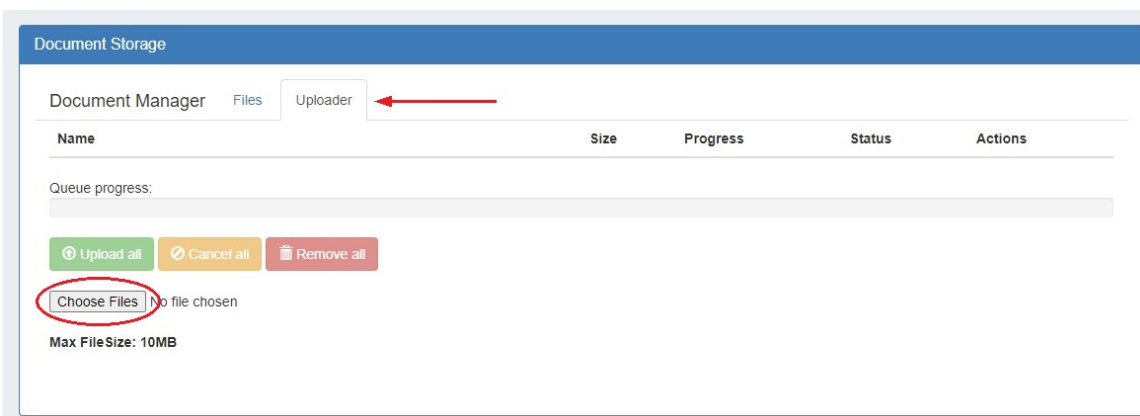 Document Storage
Document Manager Files Uploader
Name Size Progress Status Actions
Queue progress:
Upload all Cancel all Remove all
Choose Files No file chosen
Max FileSize: 10MB